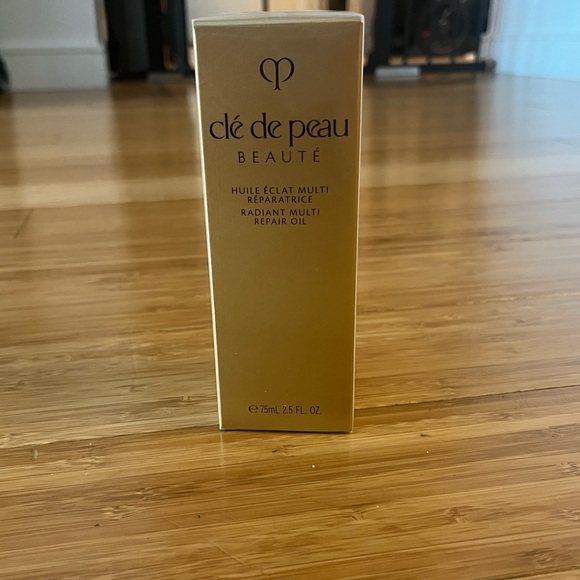 clé de peau
BEAUTÉ
HUILE ÉCLAT MULTI
RÉPARATRICE
RADIANT MULTI
REPAIR OIL
℮75mL 2.5 FL. OZ.